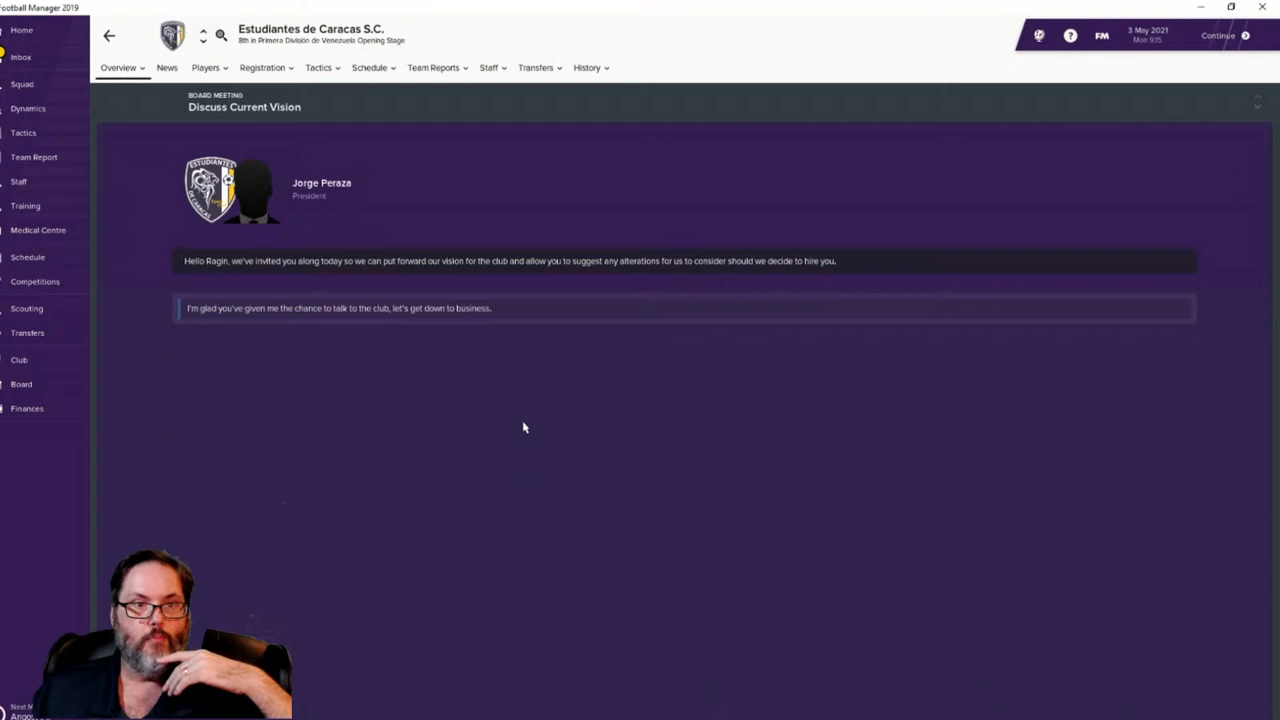 Football Manager 2019
Home
Inbox
Squad
Dynamics
Tactics
Team Report
Staff
Training
Medical Centre
Schedule
Competitions
Scouting
Transfers
Club
Board
Finances
Next M
Estudiantes de Caracas S.C.
8th in Primera División de Venezuela Opening Stage
FM
3 May 2021
Mon 9:15
Continue
Overview News Players Registration Tactics Schedule Team Reports Staff Transfers History
BOARD MEETING
Discuss Current Vision
ESTUDIANTES
DE CARACAS
Jorge Peraza
President
Hello Ragin, we've invited you along today so we can put forward our vision for the club and allow you to suggest any alterations for us to consider should we decide to hire you.
I'm glad you've given me the chance to talk to the club, let's get down to business.